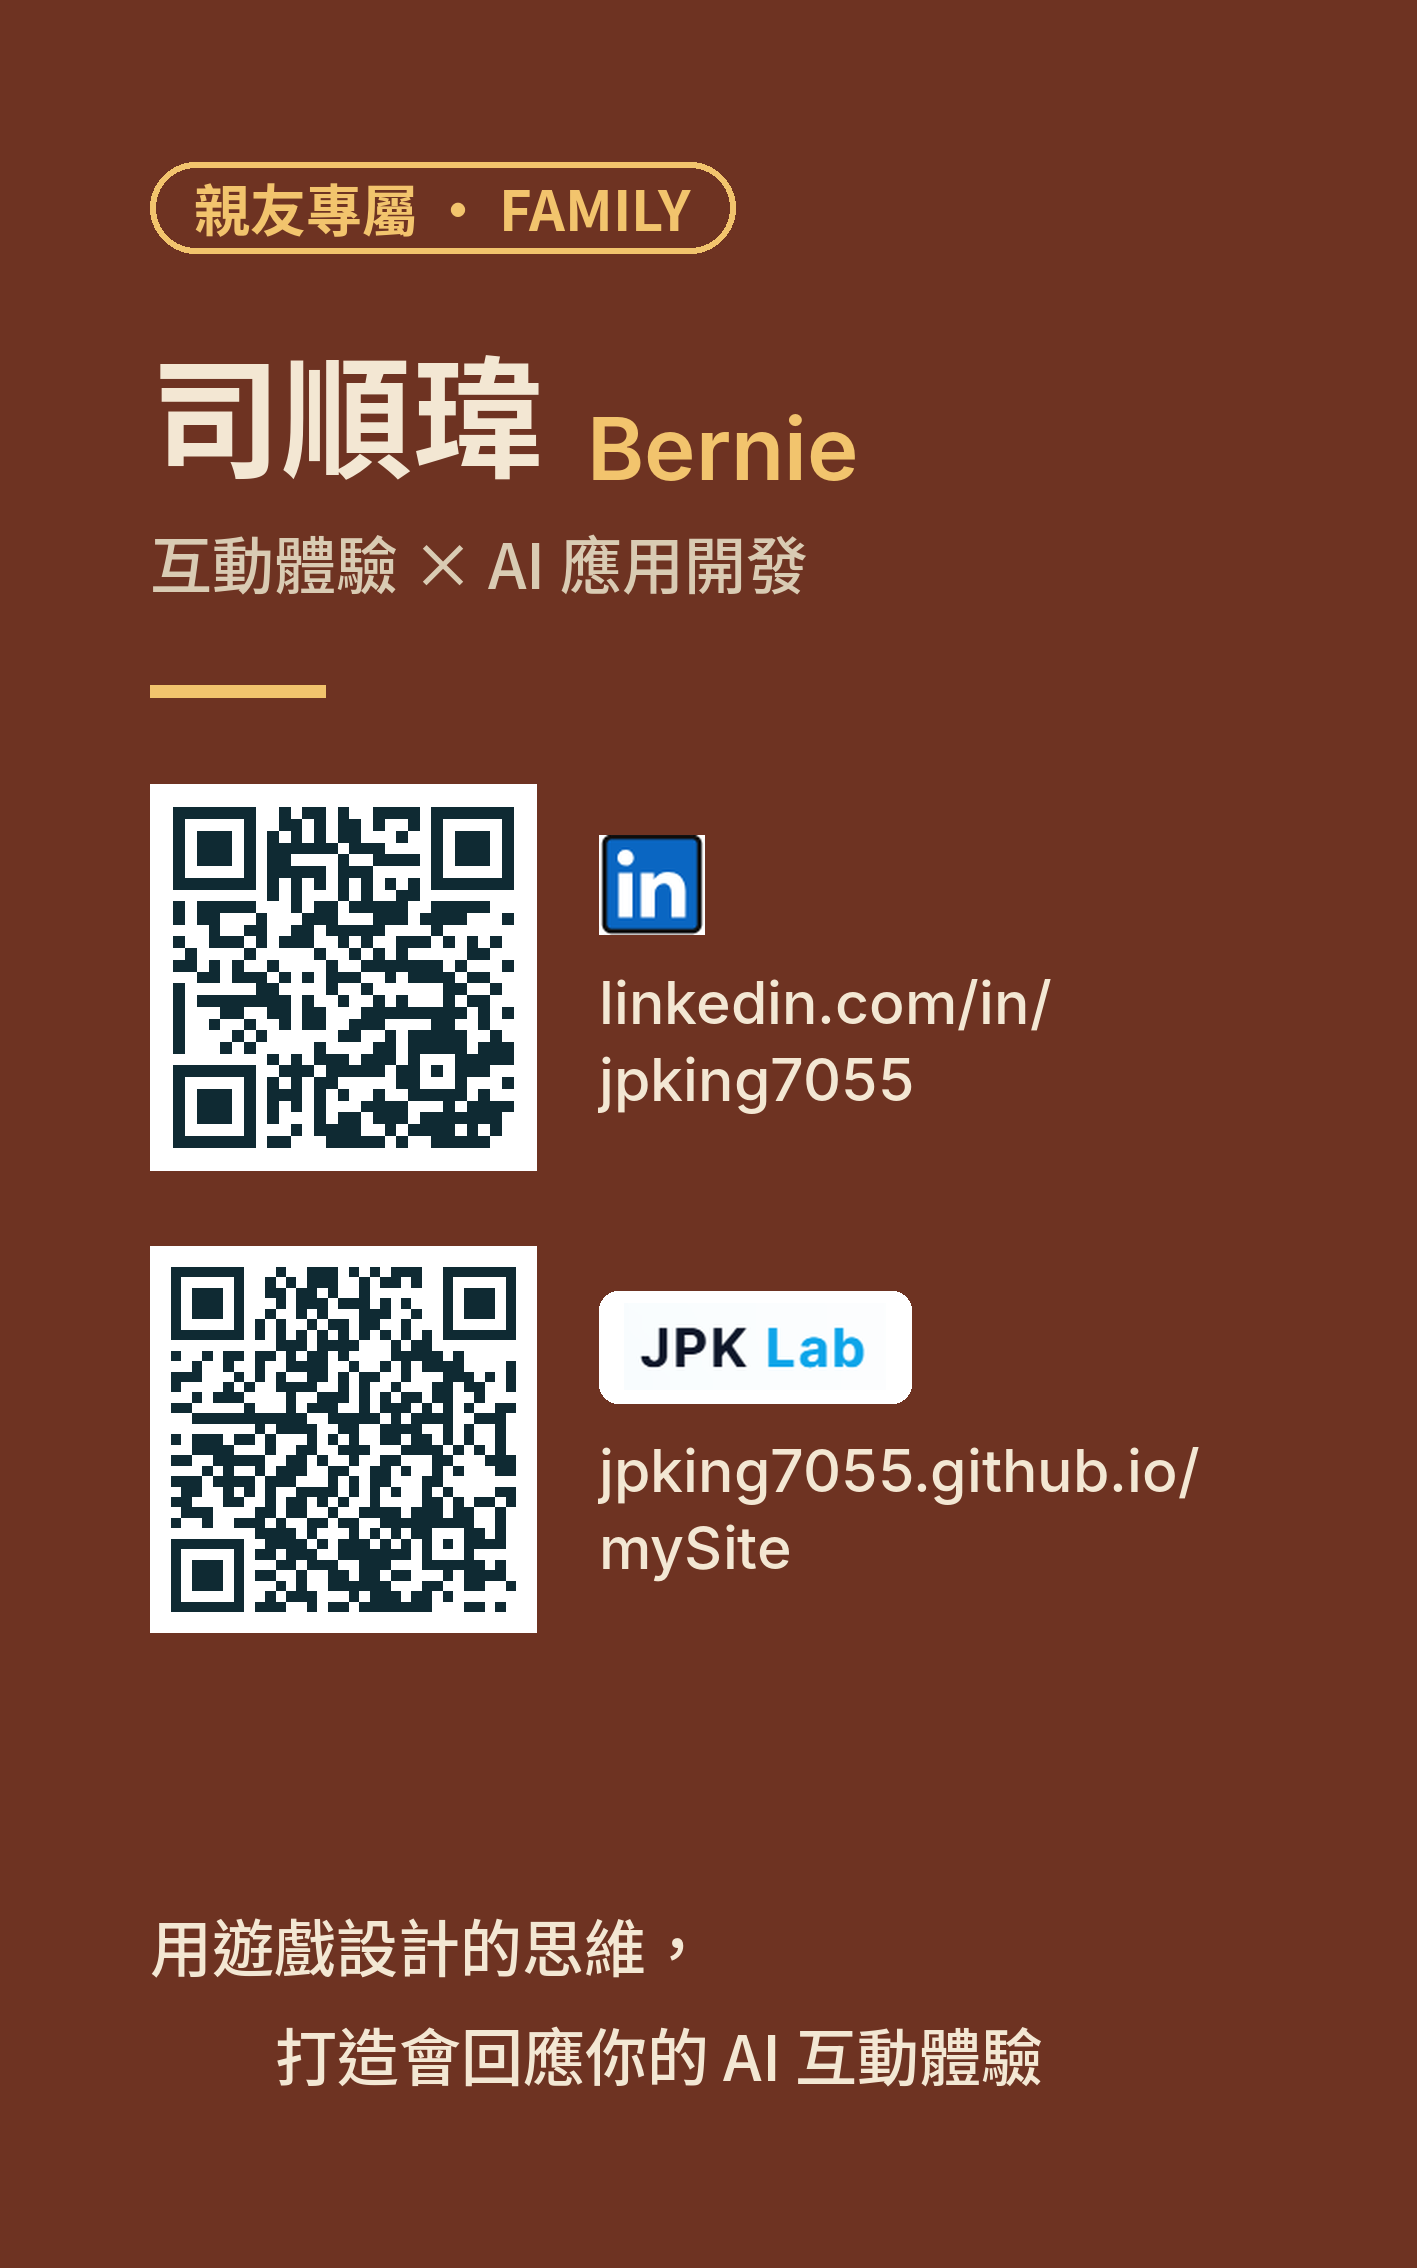 親友專屬 · FAMILY
司順瑋 Bernie
互動體驗 × AI 應用開發
in
linkedin.com/in/
jpking7055
JPK Lab
jpking7055.github.io/
mySite
用遊戲設計的思維，
打造會回應你的 AI 互動體驗